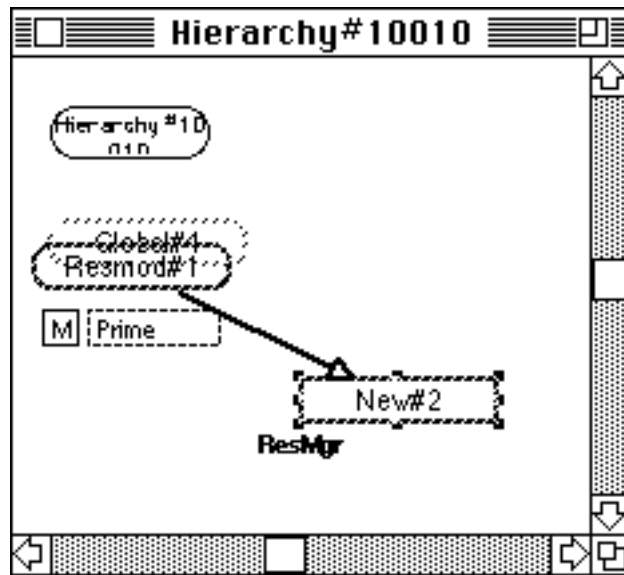 Hierarchy#10010
Hierarchy #10
010
Global#4
Resmod#1
M Prime
New#2
ResMgr